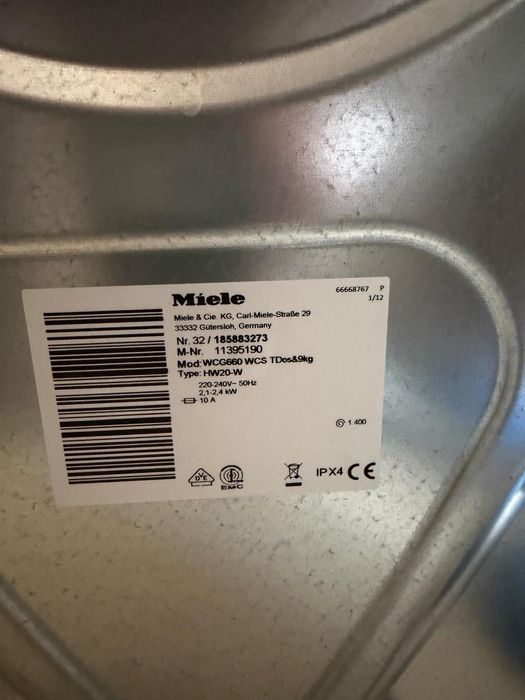 Miele
66668767 P
1/12
Miele & Cie. KG, Carl-Miele-Straße 29
33332 Gütersloh, Germany
Nr. 32 / 185883273
M-Nr. 11395190
Mod: WCG660 WCS TDos&9kg
Type: HW20-W
220-240V~ 50Hz
2,1-2,4 kW
10 A
1 400
DVE
EMC
IPX4 CE